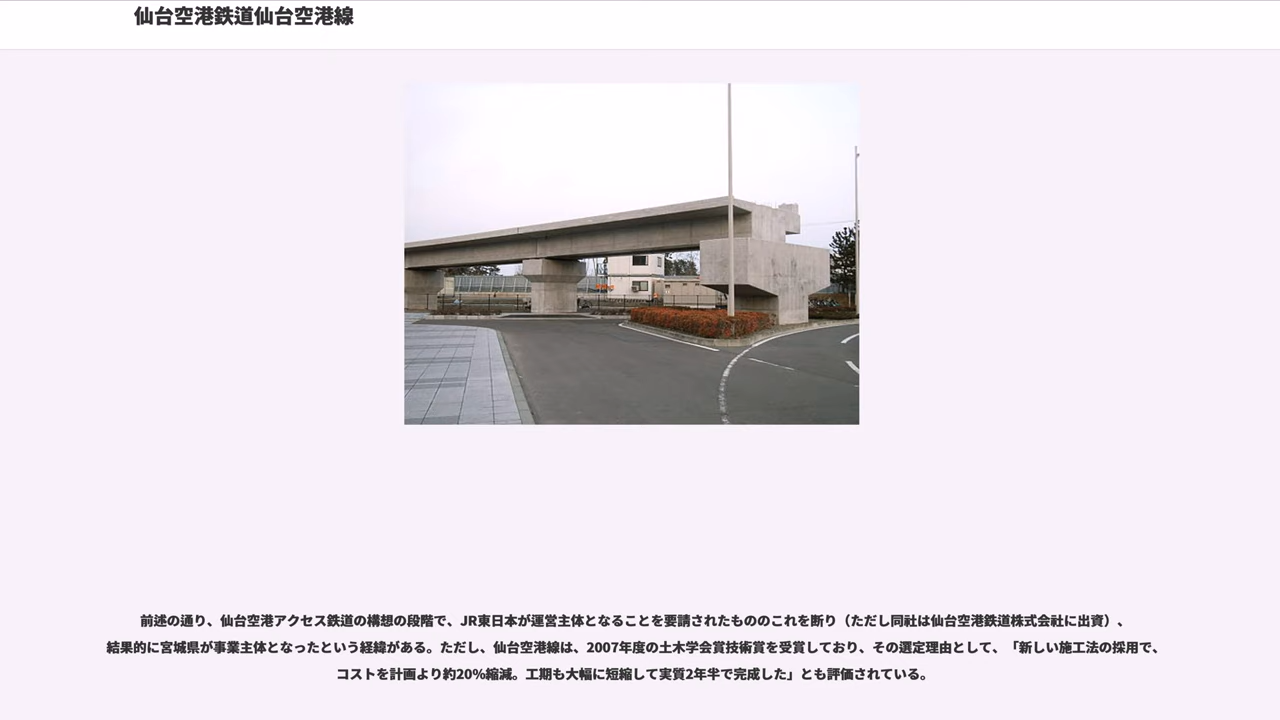 仙台空港鉄道仙台空港線
前述の通り、仙台空港アクセス鉄道の構想の段階で、JR東日本が運営主体となることを要請されたもののこれを断り（ただし同社は仙台空港鉄道株式会社に出資）、
結果的に宮城県が事業主体となったという経緯がある。ただし、仙台空港線は、2007年度の土木学会賞技術賞を受賞しており、その選定理由として、「新しい施工法の採用で、
コストを計画より約20%縮減。工期も大幅に短縮して実質2年半で完成した」とも評価されている。